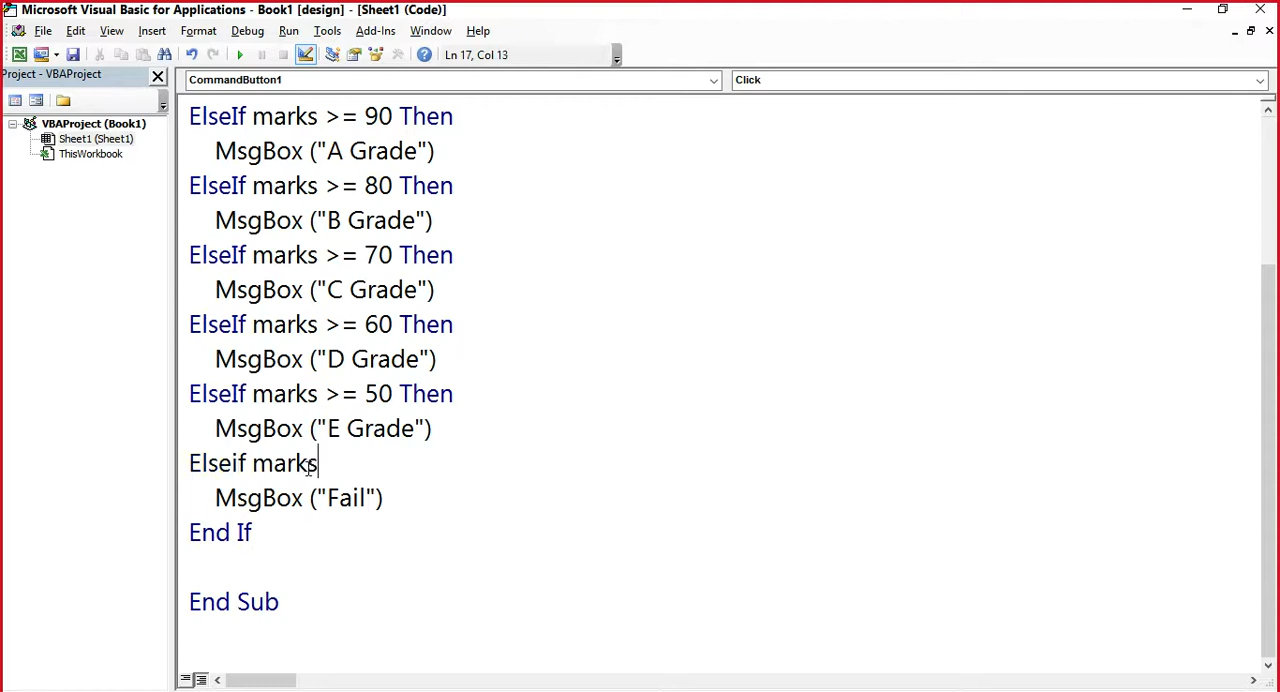 Microsoft Visual Basic for Applications - Book1 [design] - [Sheet1 (Code)]
File Edit View Insert Format Debug Run Tools Add-Ins Window Help
Ln 17, Col 13
Project - VBAProject
CommandButton1
Click
VBAProject (Book1)
Sheet1 (Sheet1)
ThisWorkbook
ElseIf marks >= 90 Then
MsgBox ("A Grade")
ElseIf marks >= 80 Then
MsgBox ("B Grade")
ElseIf marks >= 70 Then
MsgBox ("C Grade")
ElseIf marks >= 60 Then
MsgBox ("D Grade")
ElseIf marks >= 50 Then
MsgBox ("E Grade")
Elseif marks
MsgBox ("Fail")
End If
End Sub